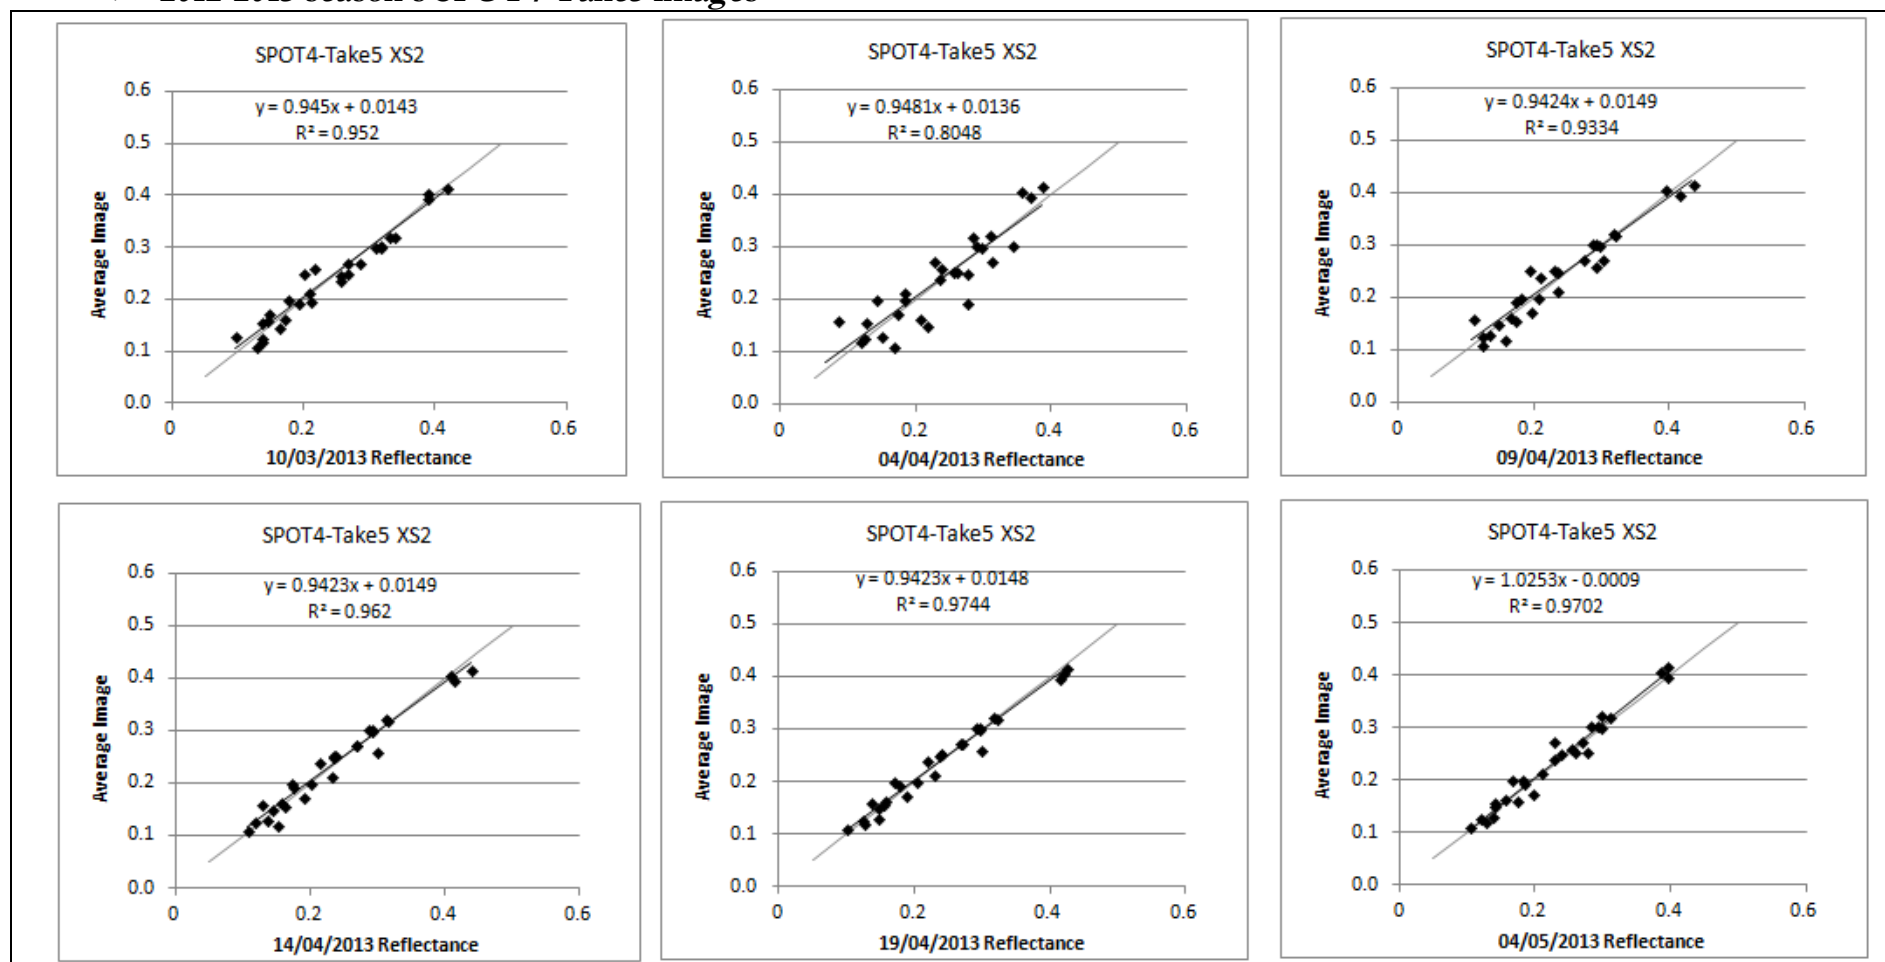 2012-2013 season's SPOT4-Take5 images
SPOT4-Take5 XS2
y = 0.945x + 0.0143
R² = 0.952
0.6
0.5
0.4
0.3
0.2
0.1
0.0
0 0.2 0.4 0.6
Average Image
10/03/2013 Reflectance
SPOT4-Take5 XS2
y = 0.9481x + 0.0136
R² = 0.8048
0.6
0.5
0.4
0.3
0.2
0.1
0.0
0 0.2 0.4 0.6
Average Image
04/04/2013 Reflectance
SPOT4-Take5 XS2
y = 0.9424x + 0.0149
R² = 0.9334
0.6
0.5
0.4
0.3
0.2
0.1
0.0
0 0.2 0.4 0.6
Average Image
09/04/2013 Reflectance
SPOT4-Take5 XS2
y = 0.9423x + 0.0149
R² = 0.962
0.6
0.5
0.4
0.3
0.2
0.1
0.0
0 0.2 0.4 0.6
Average Image
14/04/2013 Reflectance
SPOT4-Take5 XS2
y = 0.9423x + 0.0148
R² = 0.9744
0.6
0.5
0.4
0.3
0.2
0.1
0.0
0 0.2 0.4 0.6
Average Image
19/04/2013 Reflectance
SPOT4-Take5 XS2
y = 1.0253x - 0.0009
R² = 0.9702
0.6
0.5
0.4
0.3
0.2
0.1
0.0
0 0.2 0.4 0.6
Average Image
04/05/2013 Reflectance